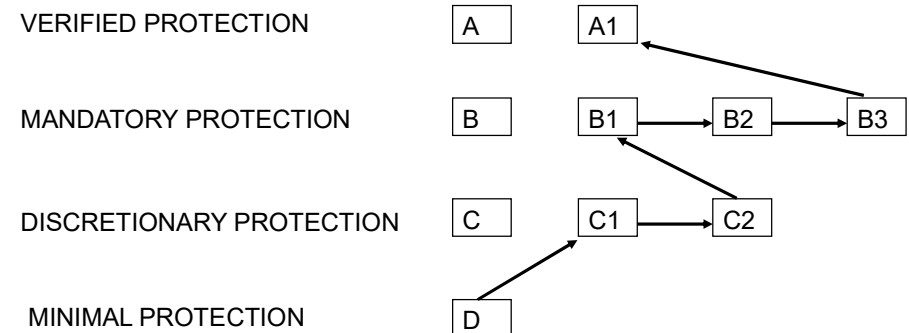 VERIFIED PROTECTION A A1
MANDATORY PROTECTION B B1 B2 B3
DISCRETIONARY PROTECTION C C1 C2
MINIMAL PROTECTION D